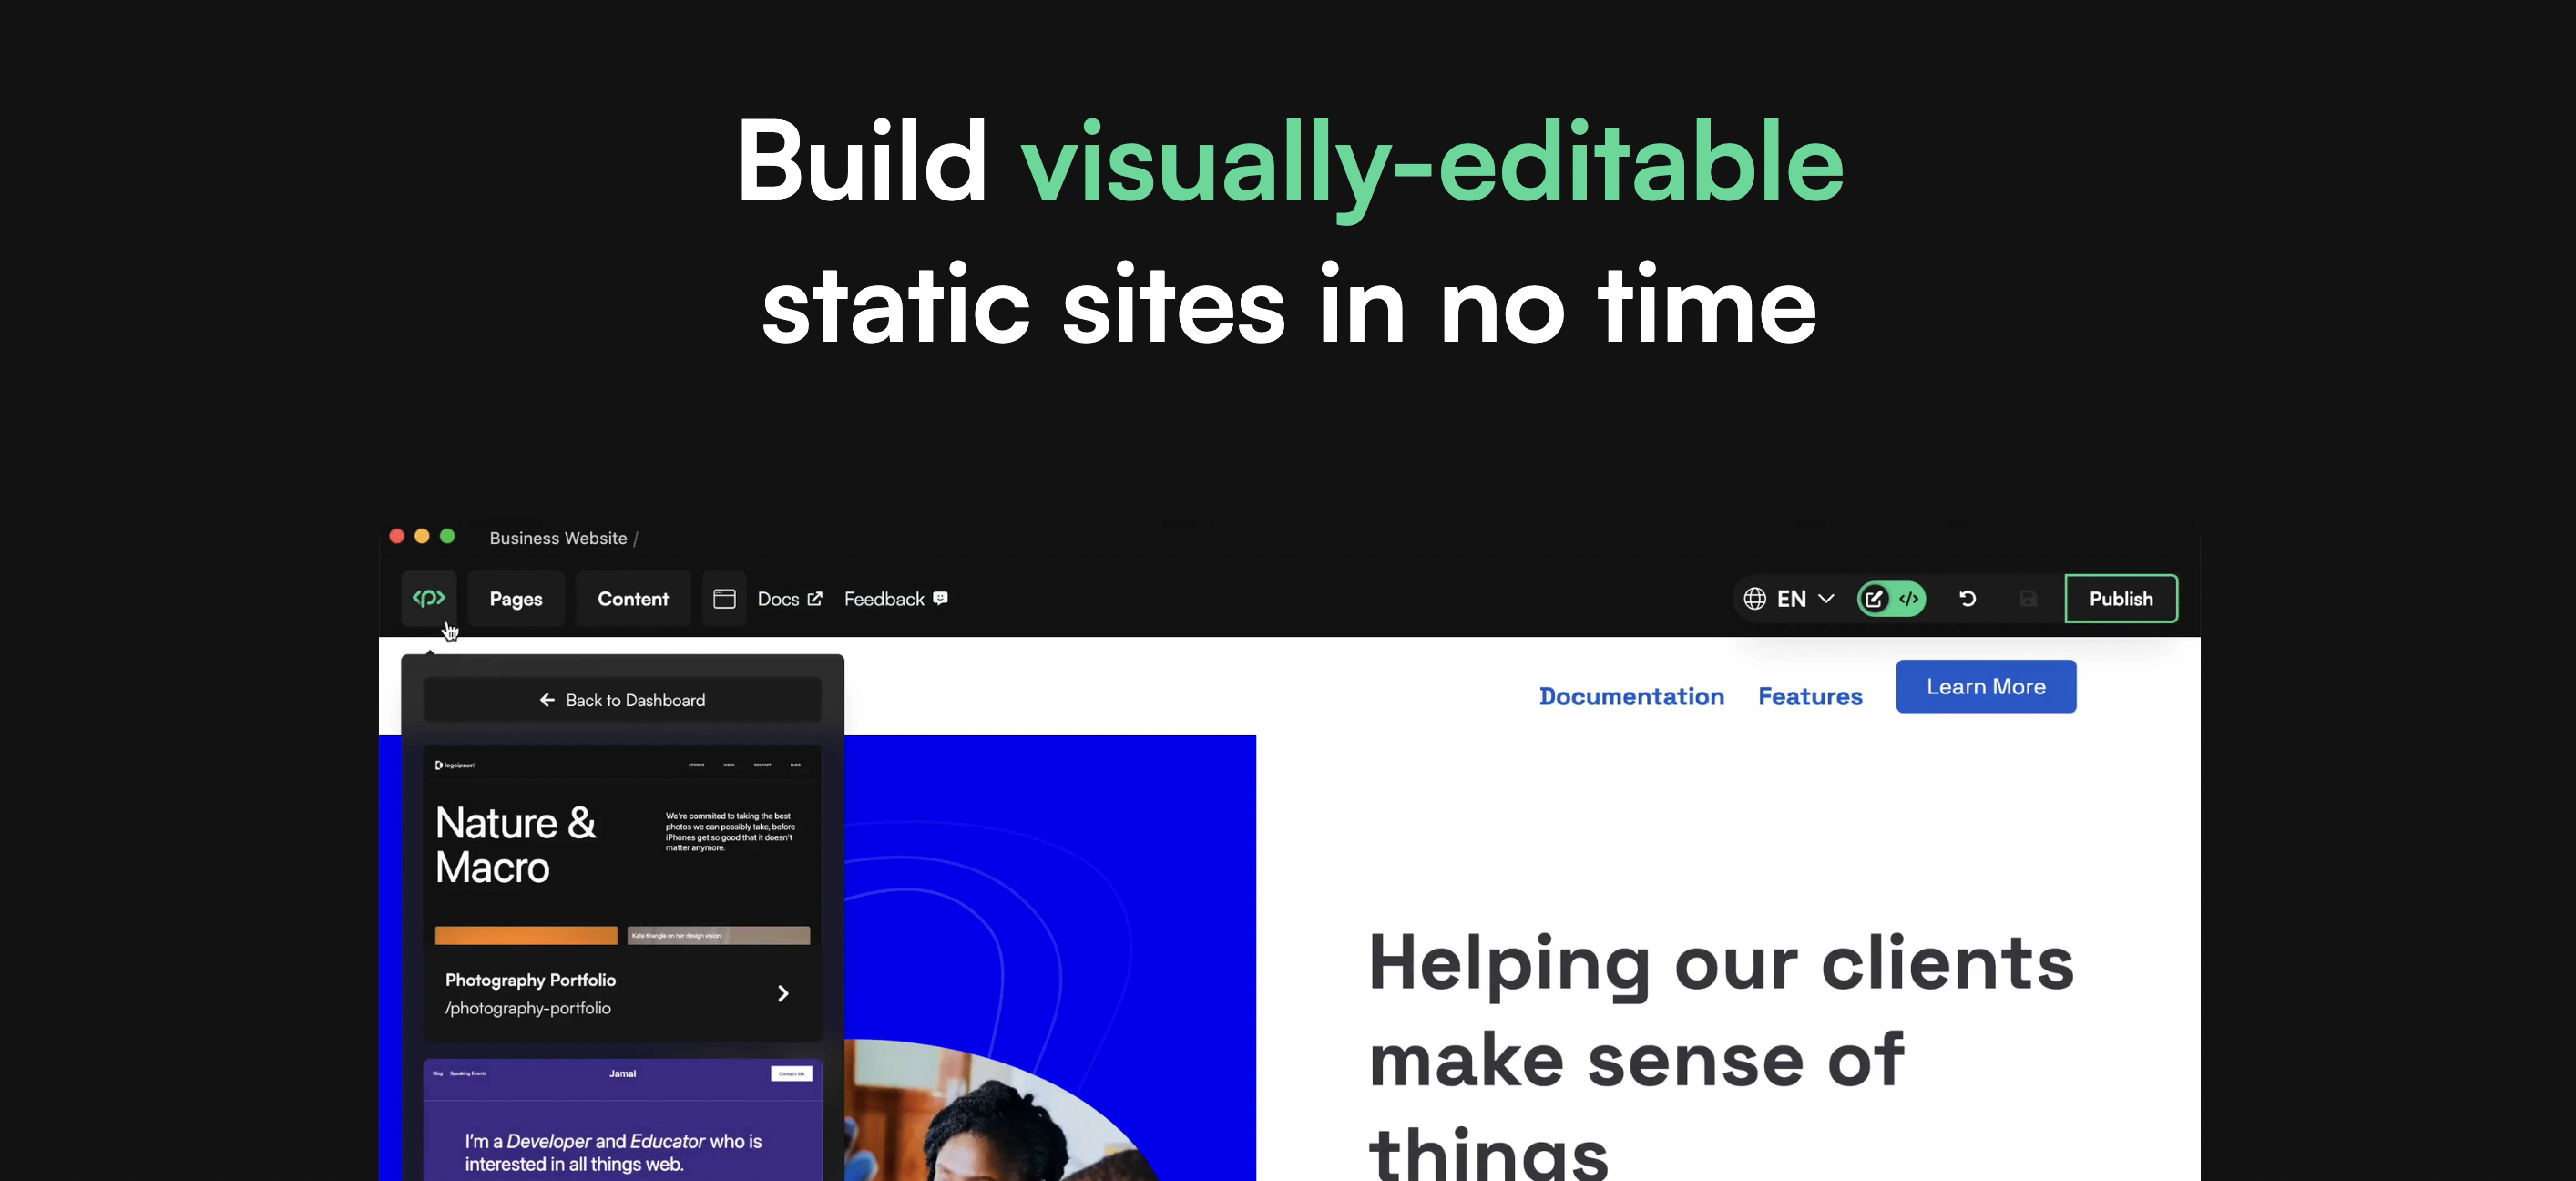 Build visually-editable
static sites in no time
Business Website /
<p>
Pages
Content
Docs
Feedback
EN
</>
Publish
Back to Dashboard
Documentation
Features
Learn More
logoipsum
STORIES
WORK
CONTACT
BLOG
Nature &
Macro
We're commited to taking the best
photos we can possibly take, before
iPhones get so good that it doesn't
matter anymore.
Kate Krangle on her design vision
Photography Portfolio
/photography-portfolio
Blog
Speaking Events
Jamal
Contact Me
I'm a Developer and Educator who is
interested in all things web.
Helping our clients
make sense of
things